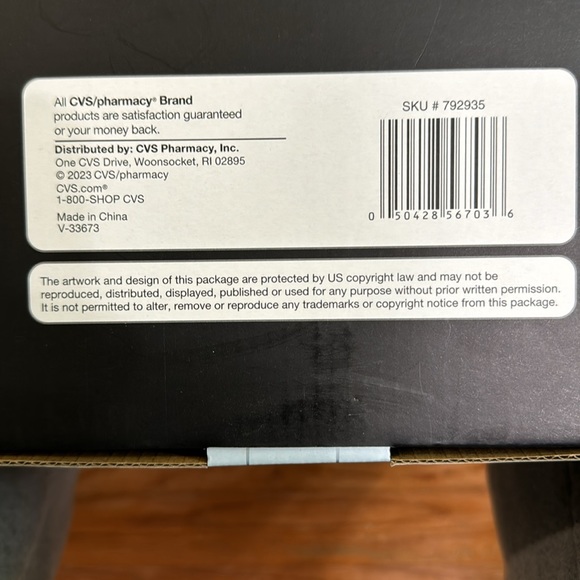 All CVS/pharmacy® Brand
products are satisfaction guaranteed
or your money back.
Distributed by: CVS Pharmacy, Inc.
One CVS Drive, Woonsocket, RI 02895
© 2023 CVS/pharmacy
CVS.com®
1-800-SHOP CVS
Made in China
V-33673
SKU # 792935
0 50428 56703 6
The artwork and design of this package are protected by US copyright law and may not be
reproduced, distributed, displayed, published or used for any purpose without prior written permission.
It is not permitted to alter, remove or reproduce any trademarks or copyright notice from this package.